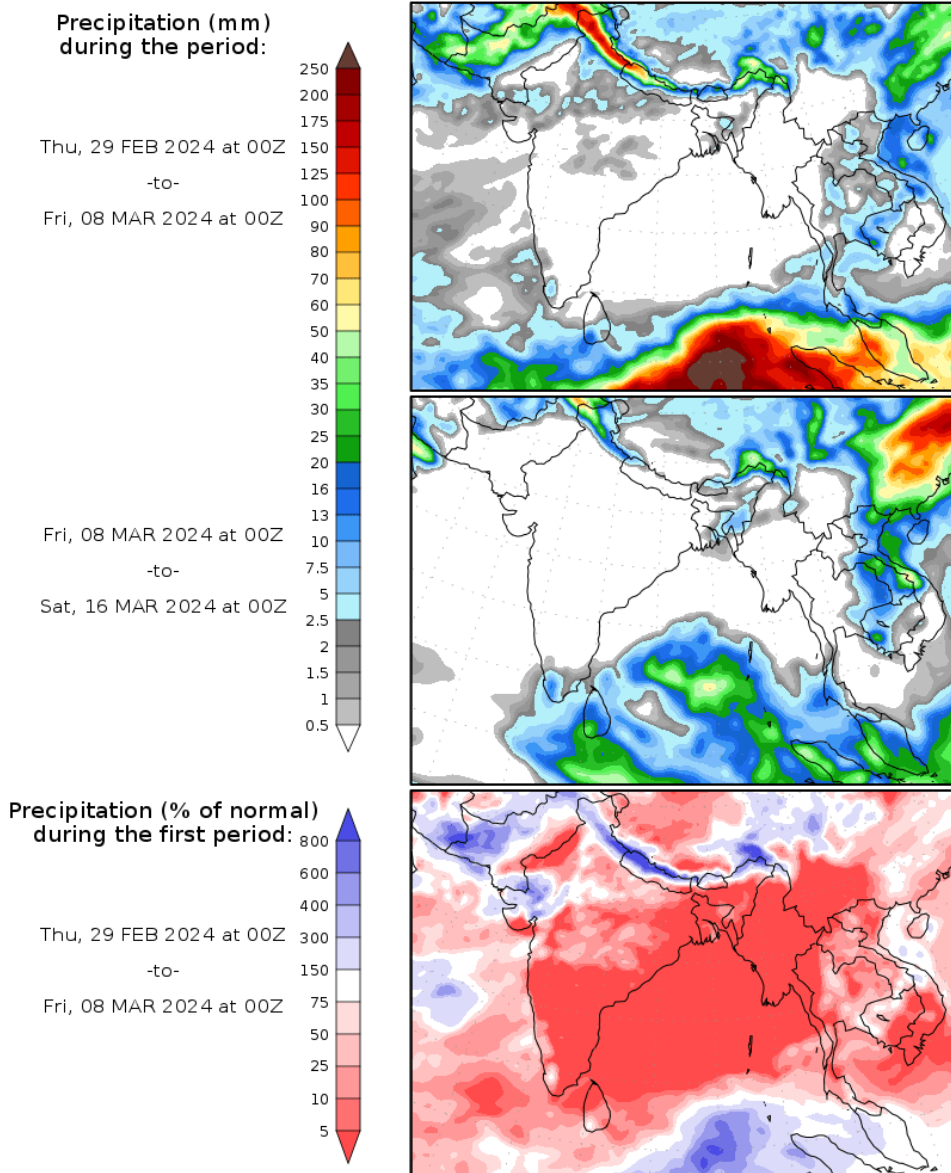 Precipitation (mm)
during the period:
Thu, 29 FEB 2024 at 00Z
-to-
Fri, 08 MAR 2024 at 00Z
Fri, 08 MAR 2024 at 00Z
-to-
Sat, 16 MAR 2024 at 00Z
250
200
175
150
125
100
90
80
70
60
50
40
35
30
25
20
16
13
10
7.5
5
2.5
2
1.5
1
0.5
Precipitation (% of normal)
during the first period:
Thu, 29 FEB 2024 at 00Z
-to-
Fri, 08 MAR 2024 at 00Z
800
600
400
300
150
75
50
25
10
5